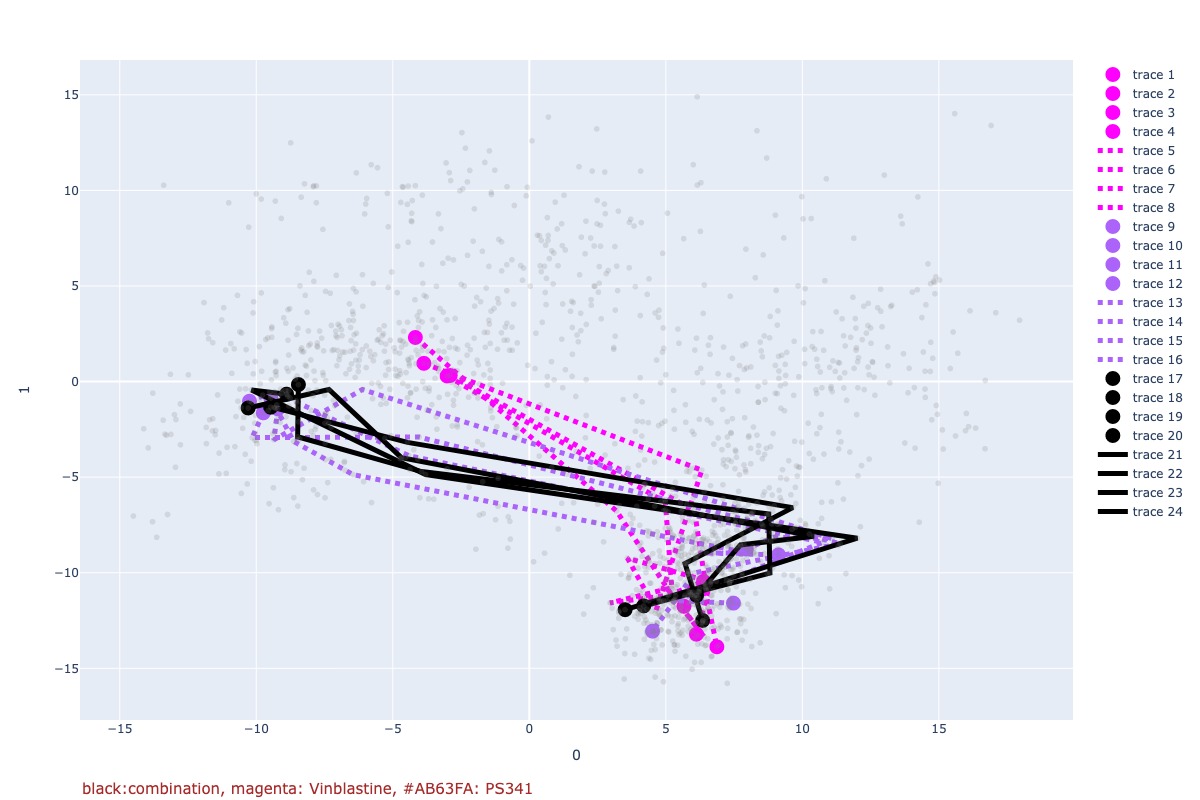 15
10
5
0
−5
−10
−15
1
−15
−10
−5
0
5
10
15
0
trace 1
trace 2
trace 3
trace 4
trace 5
trace 6
trace 7
trace 8
trace 9
trace 10
trace 11
trace 12
trace 13
trace 14
trace 15
trace 16
trace 17
trace 18
trace 19
trace 20
trace 21
trace 22
trace 23
trace 24
black:combination, magenta: Vinblastine, #AB63FA: PS341